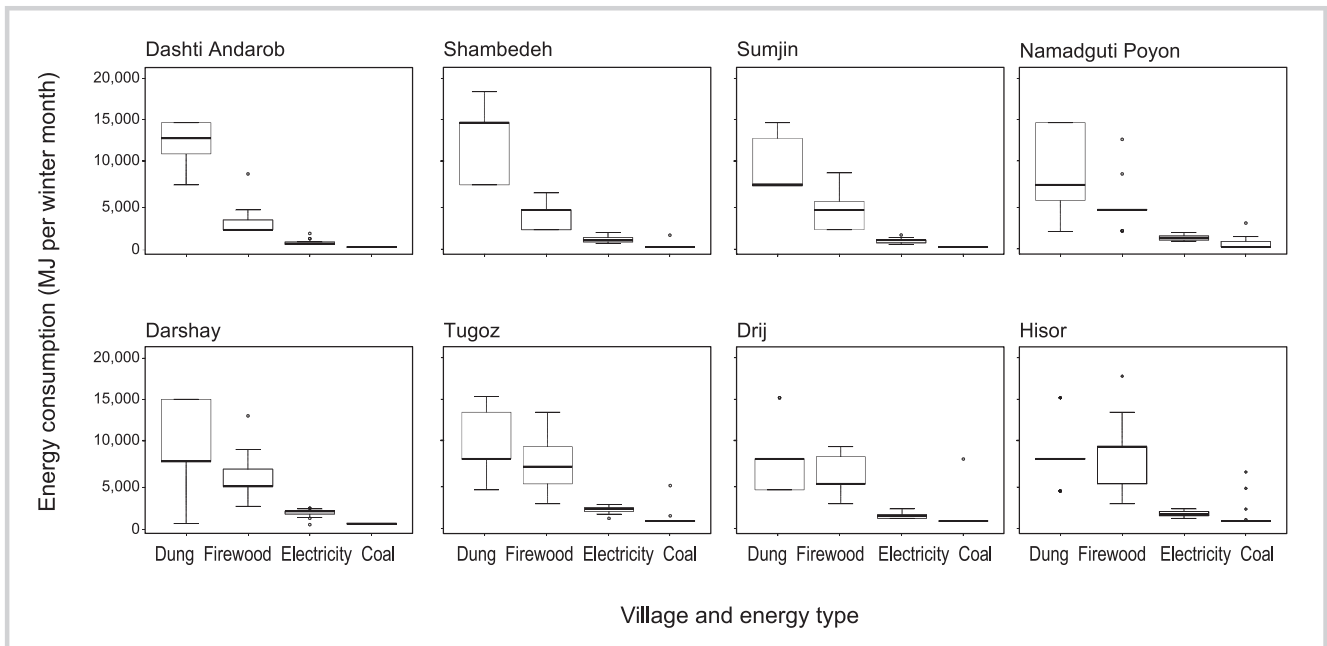 Energy consumption (MJ per winter month)
Dashti Andarob
Shambedeh
Sumjin
Namadguti Poyon
20,000
15,000
10,000
5,000
0
Darshay
Tugoz
Drij
Hisor
20,000
15,000
10,000
5,000
0
Dung Firewood Electricity Coal
Dung Firewood Electricity Coal
Dung Firewood Electricity Coal
Dung Firewood Electricity Coal
Village and energy type